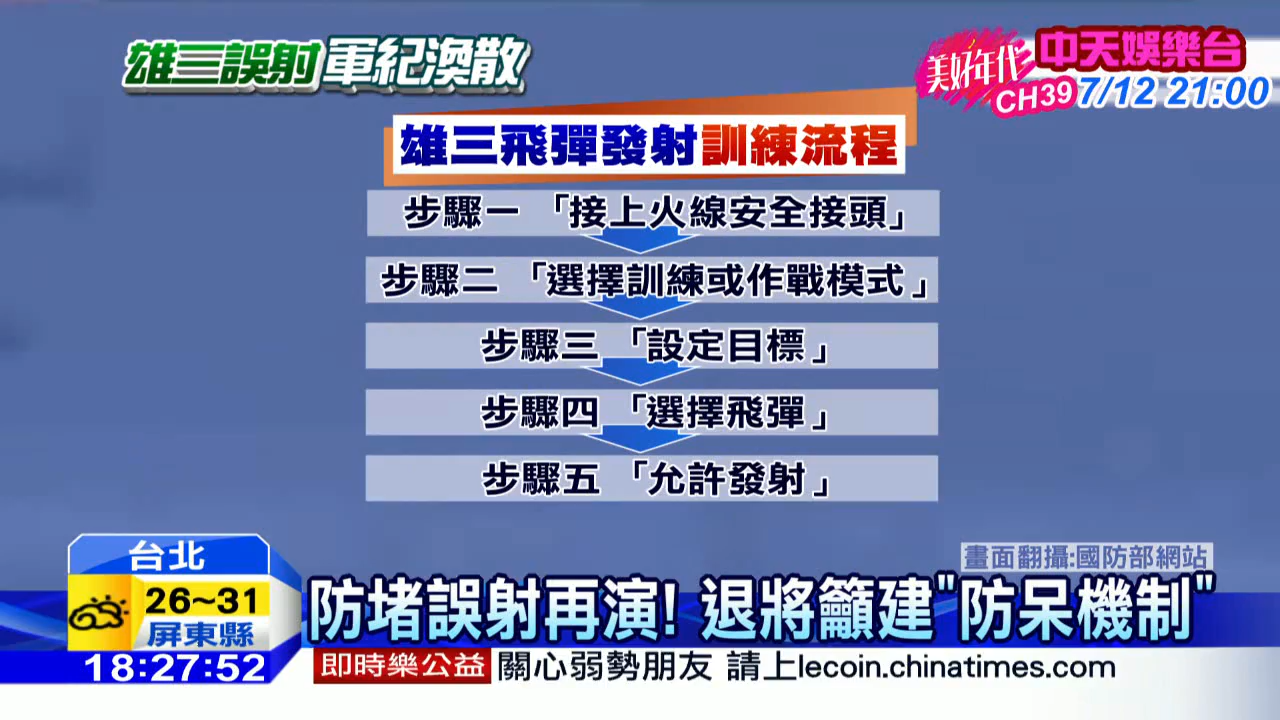 雄三誤射 軍紀渙散
美好年代
中天娛樂台
CH39 7/12 21:00
雄三飛彈發射訓練流程
步驟一 「接上火線安全接頭」
步驟二 「選擇訓練或作戰模式」
步驟三 「設定目標」
步驟四 「選擇飛彈」
步驟五 「允許發射」
畫面翻攝:國防部網站
台北
26~31
屏東縣
防堵誤射再演! 退將籲建"防呆機制"
18:27:52
即時樂公益 關心弱勢朋友 請上lecoin.chinatimes.com